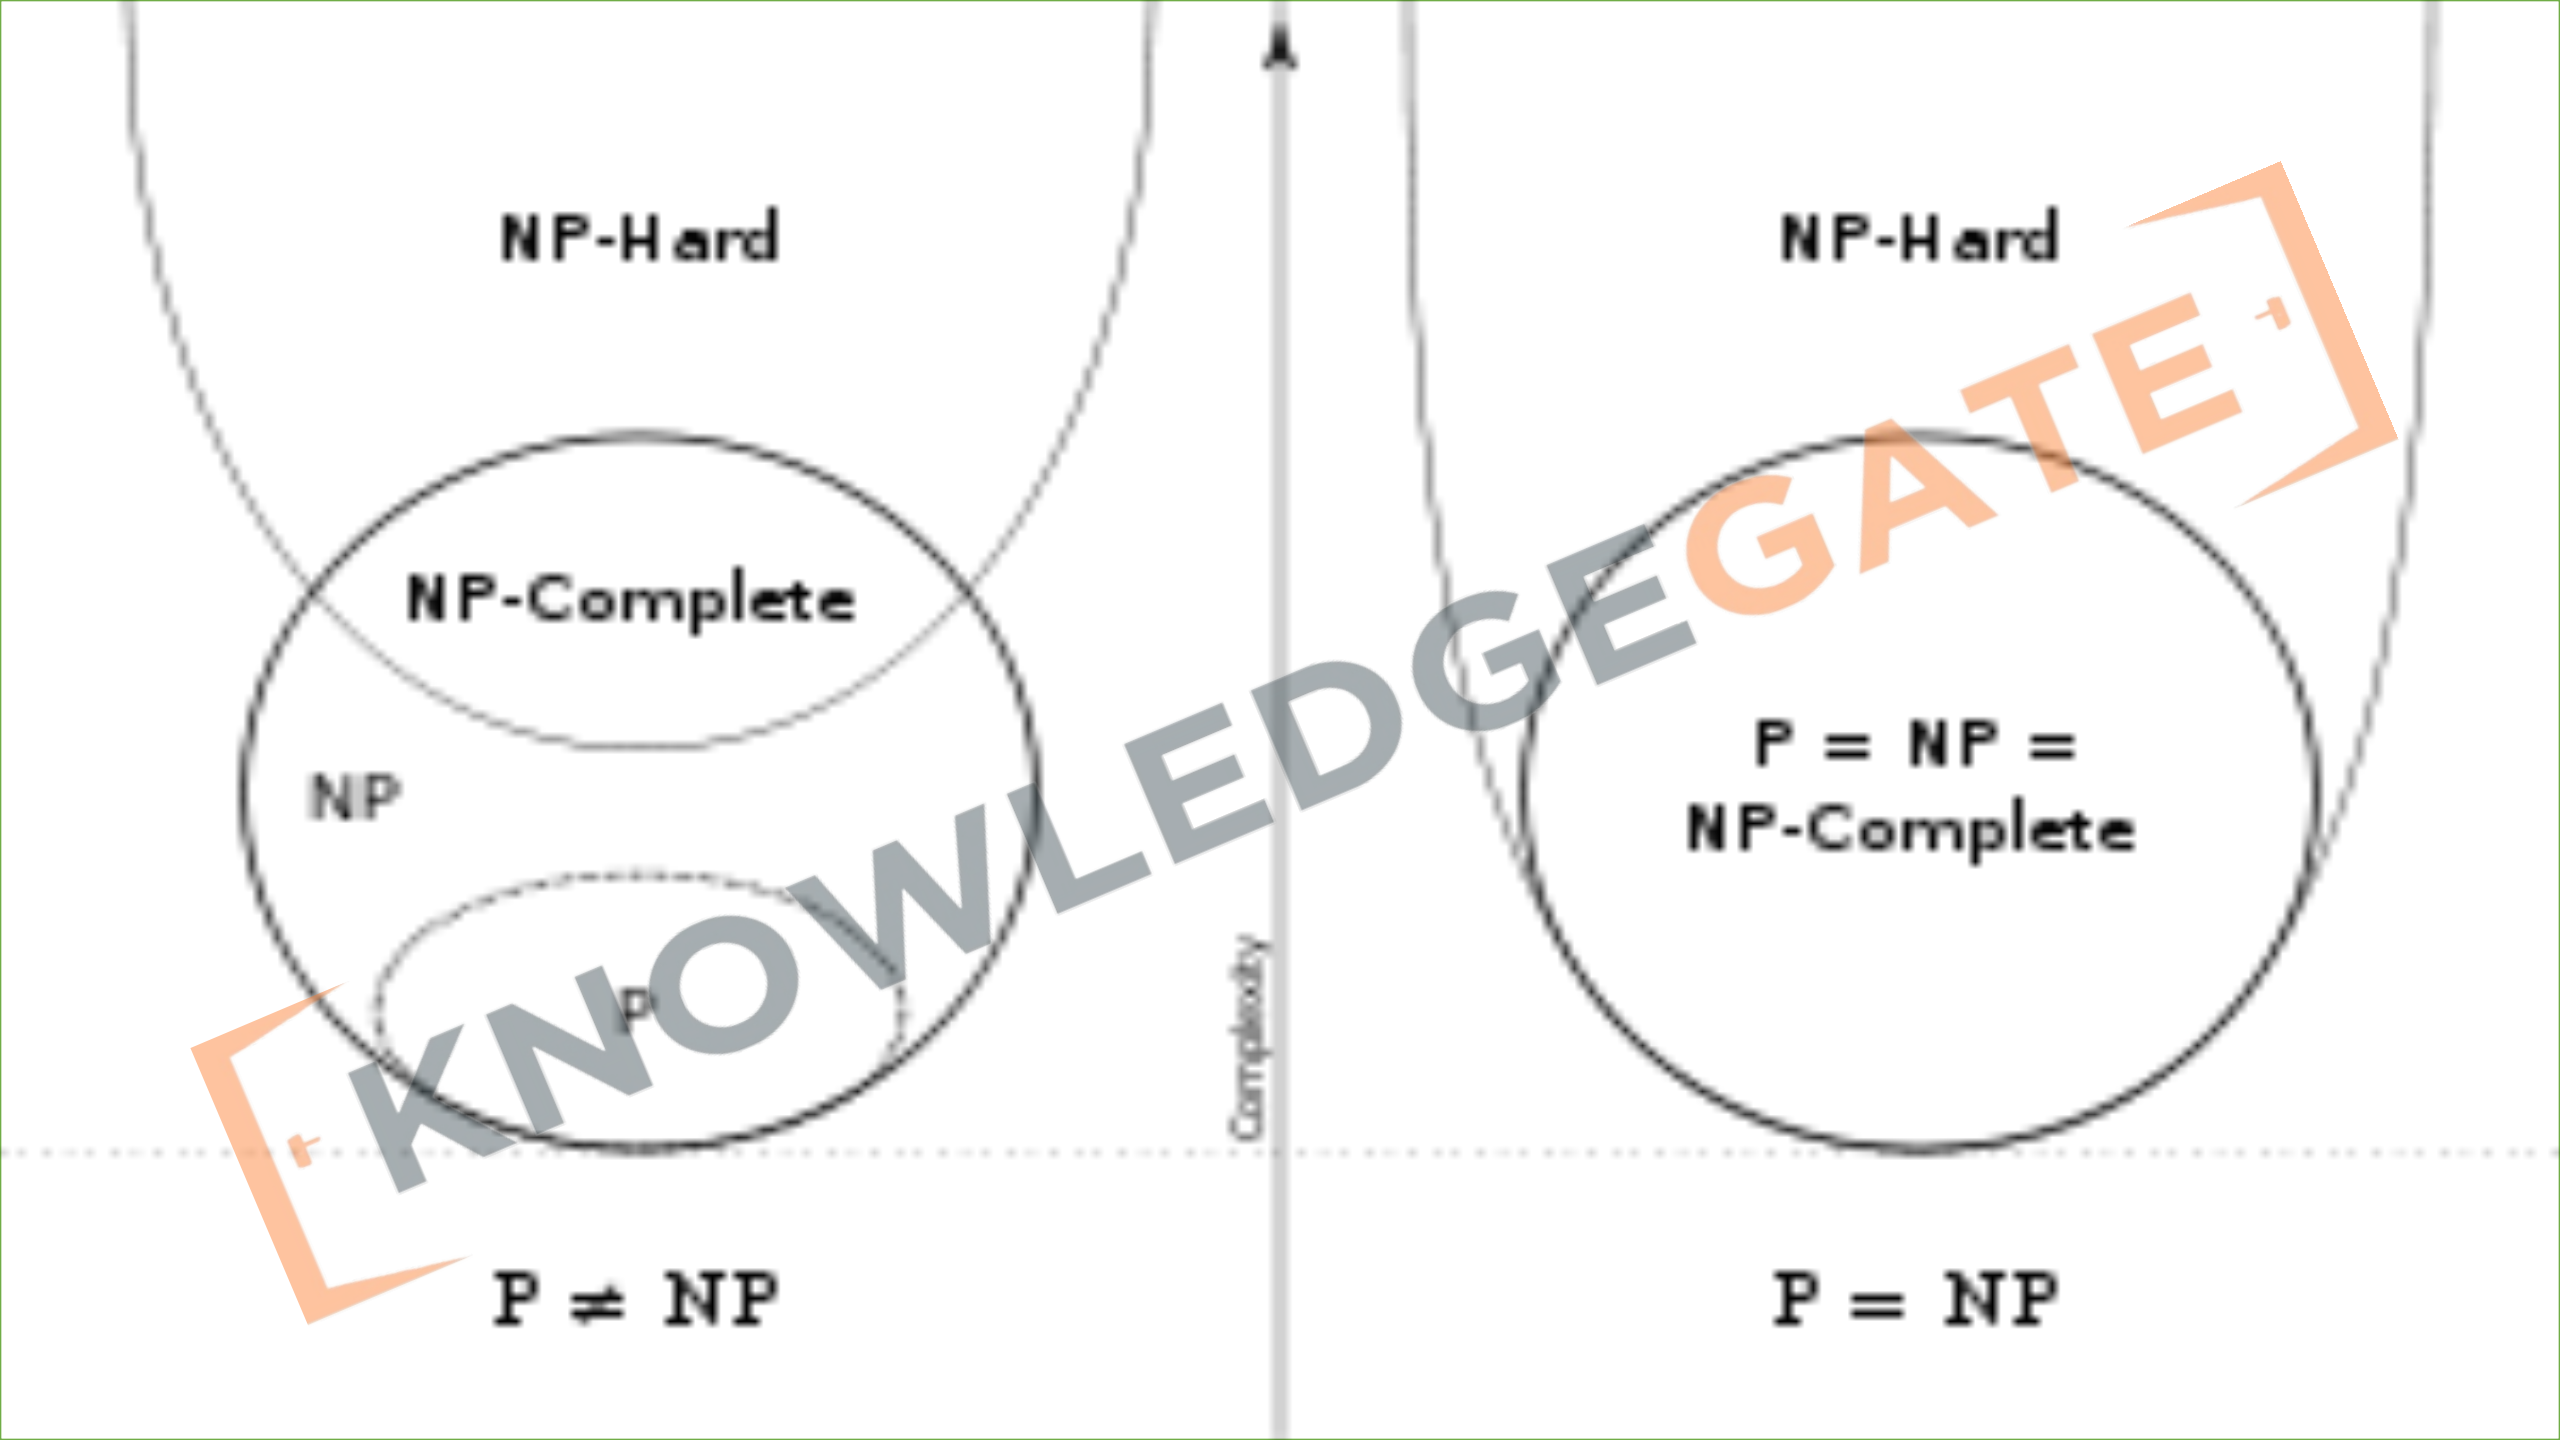 NP-Hard
NP-Complete
NP
P
P ≠ NP
Complexity
NP-Hard
P = NP =
NP-Complete
P = NP
KNOWLEDGEGATE